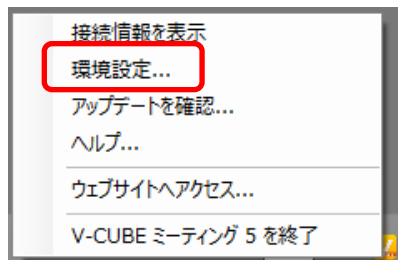 接続情報を表示
環境設定...
アップデートを確認...
ヘルプ...
ウェブサイトへアクセス...
V-CUBE ミーティング 5 を終了